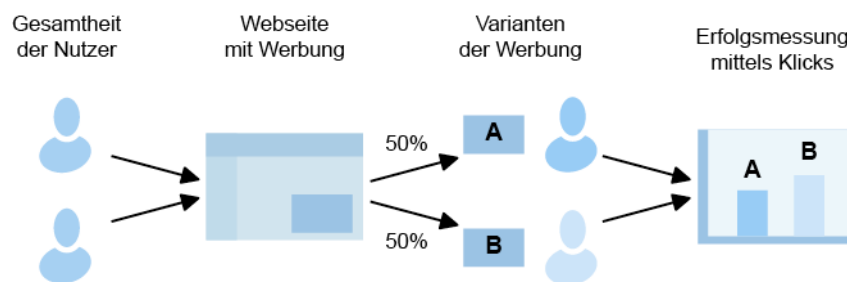 Gesamtheit
der Nutzer
Webseite
mit Werbung
Varianten
der Werbung
Erfolgsmessung
mittels Klicks
50%
A
50%
B
A
B